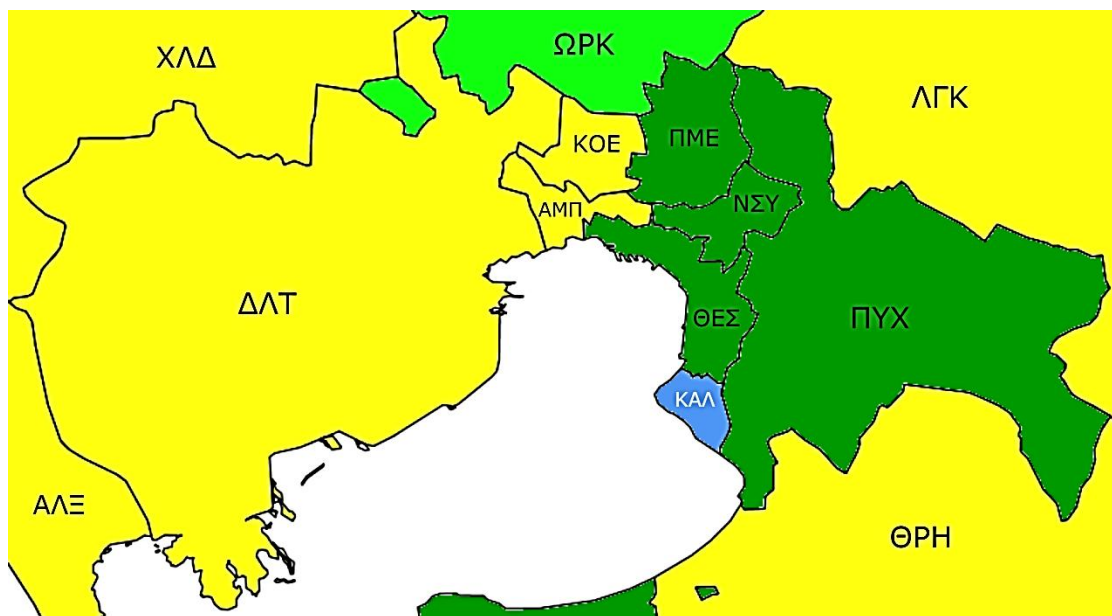 ΧΛΔ
ΩΡΚ
ΛΓΚ
ΚΟΕ
ΠΜΕ
ΑΜΠ
ΝΣΥ
ΔΛΤ
ΘΕΣ
ΠΥΧ
ΚΑΛ
ΑΛΞ
ΘΡΗ